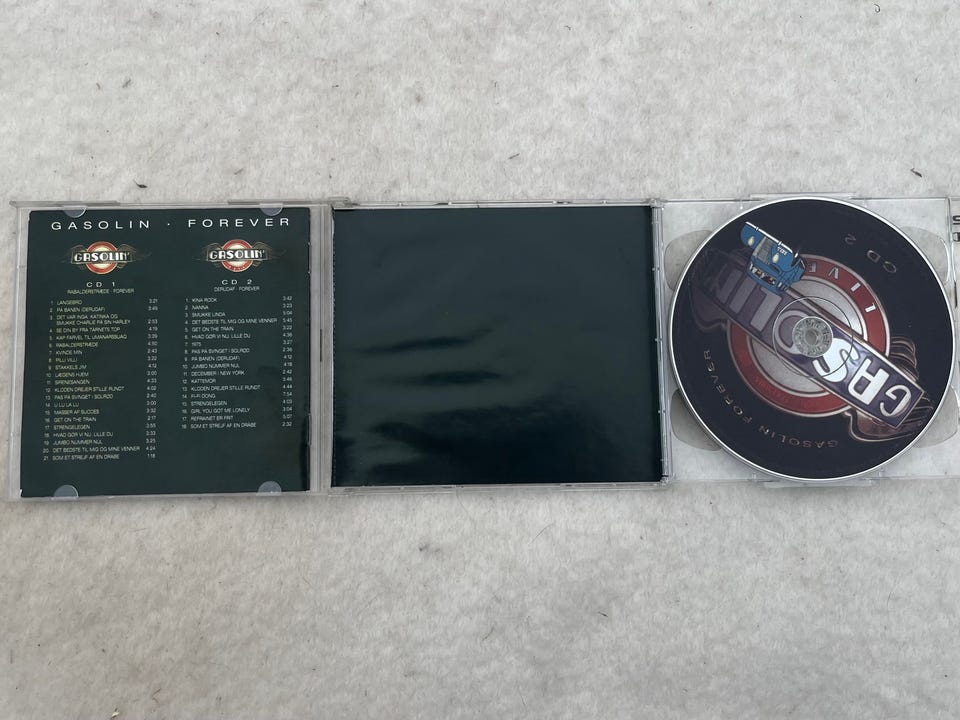 GASOLIN · FOREVER
GASOLIN'
CD 1
RABALDERSTRÆDE · FOREVER
1 LANGEBRO 3:21
2 PÅ BANEN (DERUDAF) 3:45
3 DET VAR INGA, KATINKA OG
SMUKKE CHARLIE PÅ SIN HARLEY 2:53
4 SE DIN BY FRA TÅRNETS TOP 4:19
5 KAP FARVEL TIL ÜMANARSSUAQ 3:39
6 RABALDERSTRÆDE 4:50
7 KVINDE MIN 2:43
8 PILLI VILLI 3:22
9 STAKKELS JIM 4:12
10 LÆGENS HJEM 3:00
11 SIRENESANGEN 4:33
12 KLODEN DREJER STILLE RUNDT 4:02
13 PAS PÅ SVINGET I SOLRØD 2:40
14 LI LU LA LU 3:00
15 MASSER AF SUCCES 3:32
16 GET ON THE TRAIN 2:17
17 STRENGELEGEN 3:55
18 HVAD GØR VI NU, LILLE DU 3:33
19 JUMBO NUMMER NUL 3:25
20 DET BEDSTE TIL MIG OG MINE VENNER 4:24
21 SOM ET STREJF AF EN DRÅBE 1:18
GASOLIN'
CD 2
DERUDAF · FOREVER
1 KINA ROCK 3:42
2 NANNA 3:23
3 SMUKKE LINDA 5:04
4 DET BEDSTE TIL MIG OG MINE VENNER 5:45
5 GET ON THE TRAIN 3:22
6 HVAD GØR VI NU, LILLE DU 4:36
7 1975 3:27
8 PAS PÅ SVINGET I SOLRØD 2:36
9 PÅ BANEN (DERUDAF) 4:12
10 JUMBO NUMMER NUL 4:18
11 DECEMBER I NEW YORK 2:42
12 KATTEMOR 3:46
13 KLODEN DREJER STILLE RUNDT 4:44
14 FI-FI DONG 7:54
15 STRENGELEGEN 4:03
16 GIRL YOU GOT ME LONELY 3:04
17 REFRAINET ER FRIT 5:07
18 SOM ET STREJF AF EN DRÅBE 2:32
CD 2
LIVE
GASOLIN FOREVER